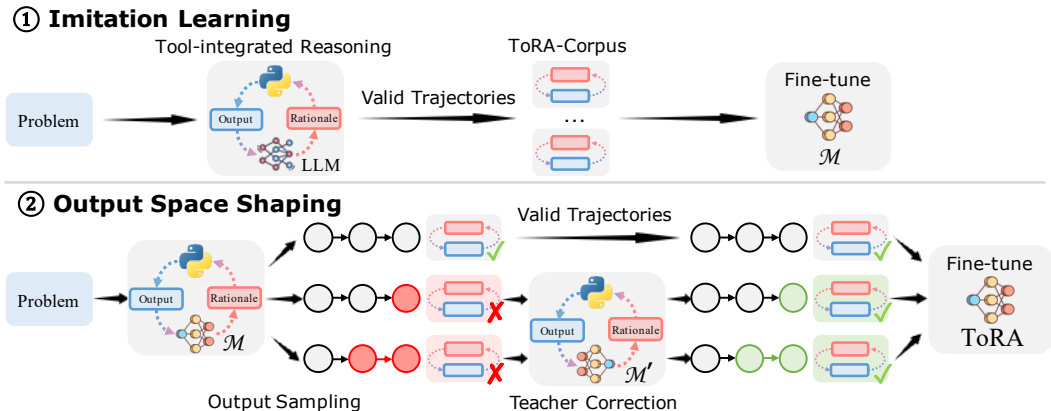 ① Imitation Learning
Tool-integrated Reasoning
ToRA-Corpus
Problem
Output
Rationale
LLM
Valid Trajectories
...
Fine-tune
M
② Output Space Shaping
Valid Trajectories
Problem
Output
Rationale
M
Output
Rationale
M′
Fine-tune
ToRA
Output Sampling
Teacher Correction